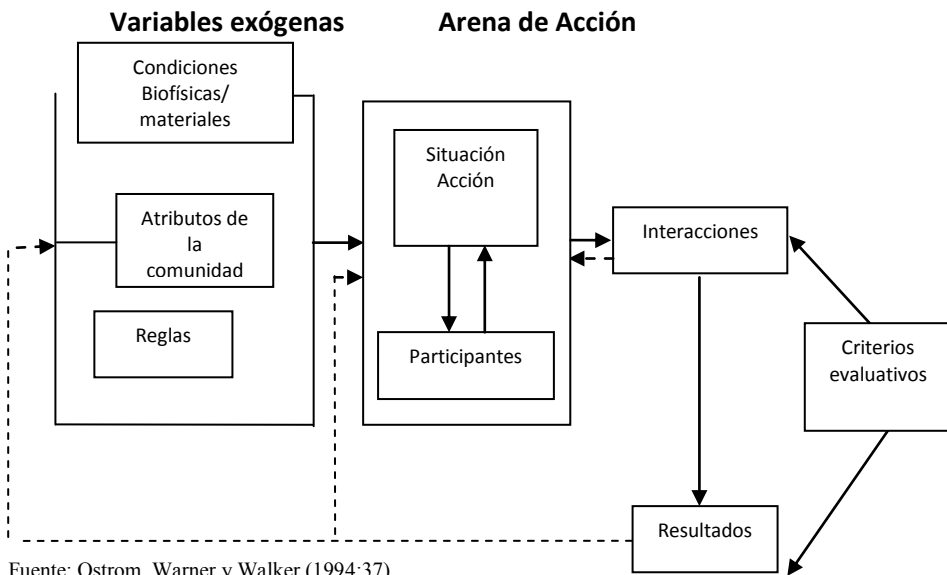 Variables exógenas
Arena de Acción
Condiciones
Biofísicas/
materiales
Atributos de
la
comunidad
Reglas
Situación
Acción
Participantes
Interacciones
Criterios
evaluativos
Resultados
Fuente: Ostrom, Warner y Walker (1994:37)